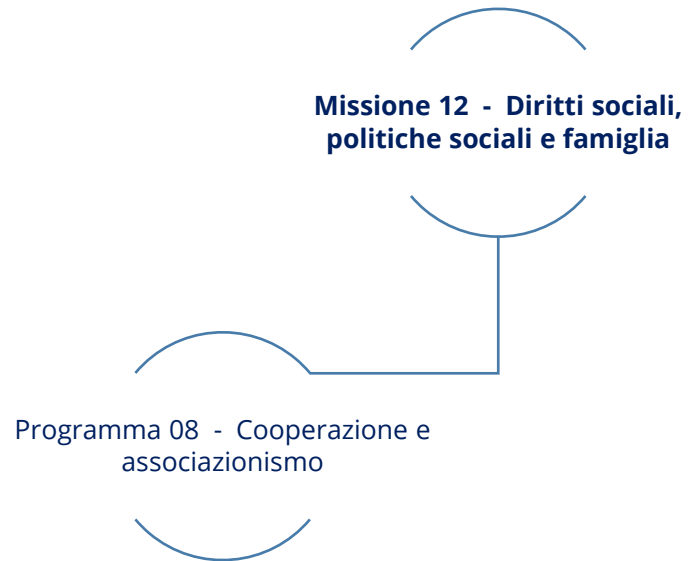 Missione 12 - Diritti sociali,
politiche sociali e famiglia
Programma 08 - Cooperazione e
associazionismo